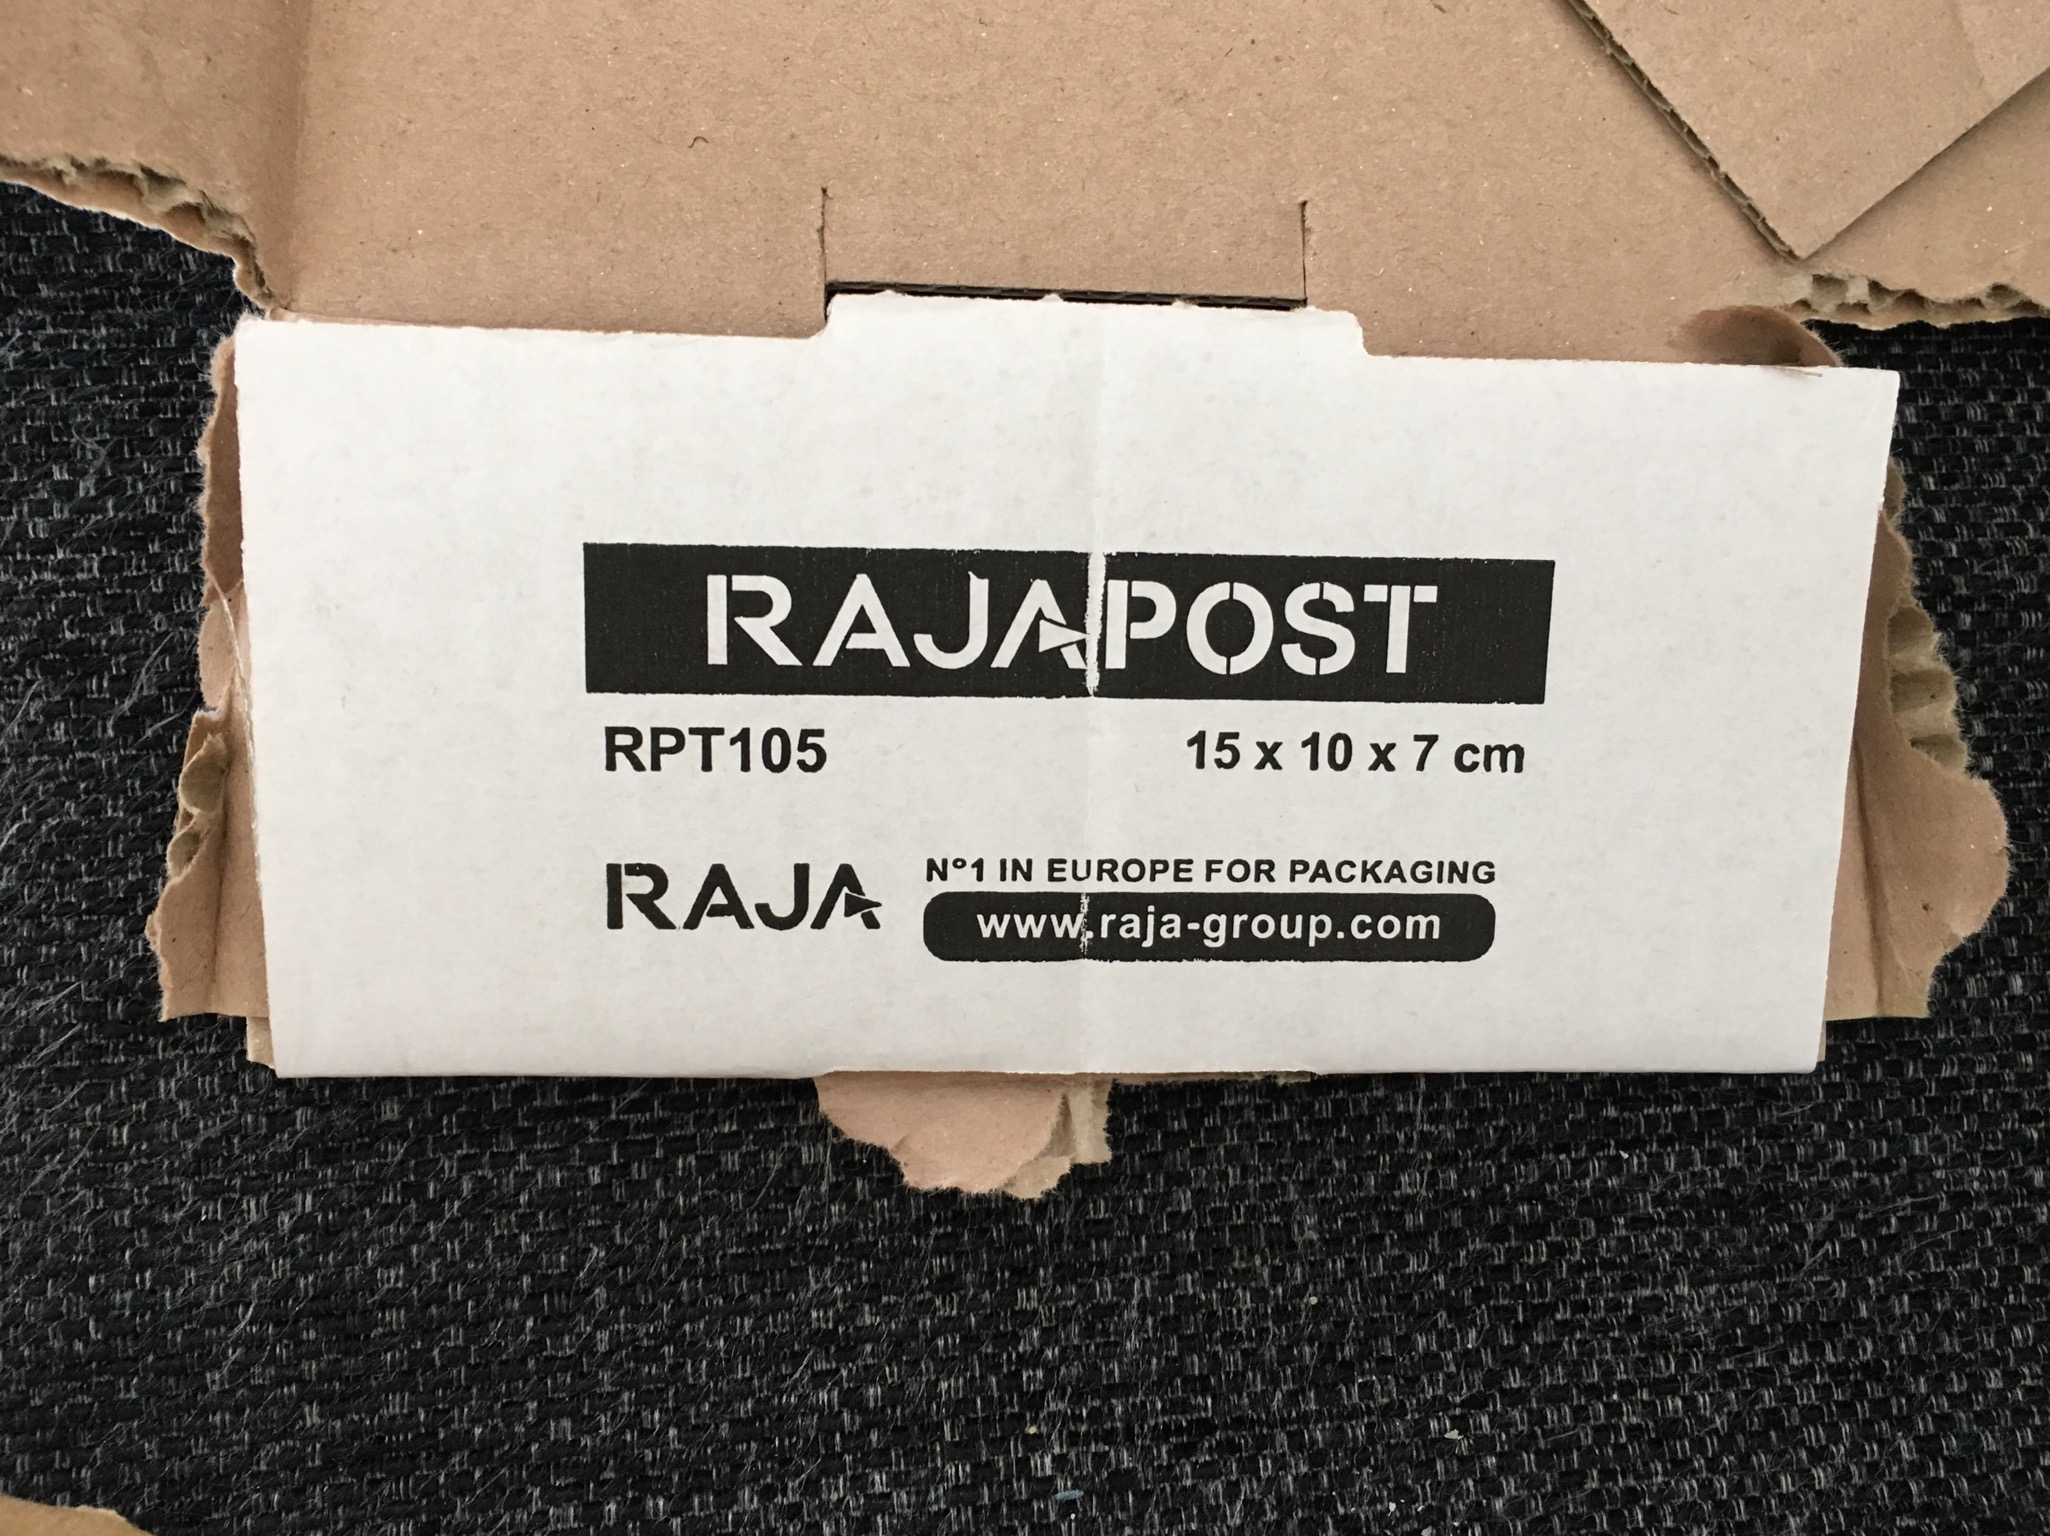 RAJAPOST
RPT105 15 x 10 x 7 cm
RAJA N°1 IN EUROPE FOR PACKAGING
www.raja-group.com